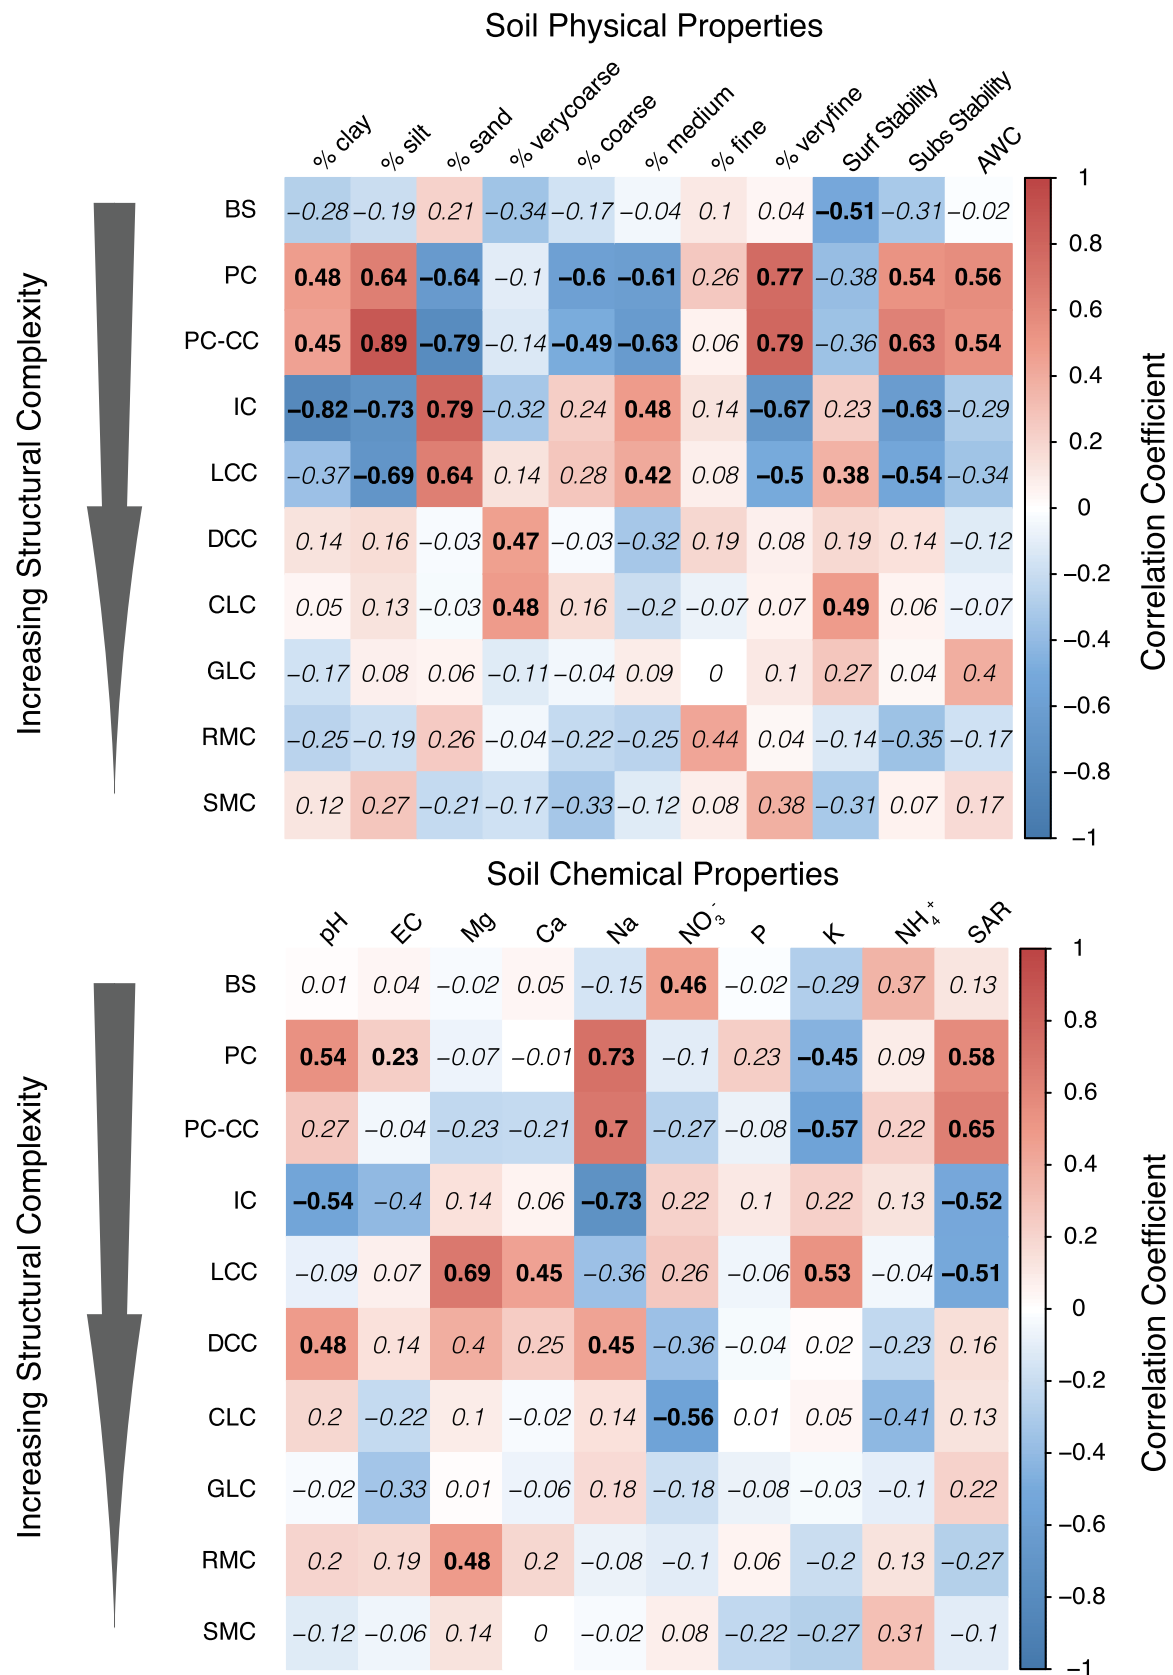 Soil Physical Properties
% clay % silt % sand % verycoarse % coarse % medium % fine % veryfine Surf Stability Subs Stability AWC
BS −0.28 −0.19 0.21 −0.34 −0.17 −0.04 0.1 0.04 −0.51 −0.31 −0.02
PC 0.48 0.64 −0.64 −0.1 −0.6 −0.61 0.26 0.77 −0.38 0.54 0.56
PC-CC 0.45 0.89 −0.79 −0.14 −0.49 −0.63 0.06 0.79 −0.36 0.63 0.54
IC −0.82 −0.73 0.79 −0.32 0.24 0.48 0.14 −0.67 0.23 −0.63 −0.29
LCC −0.37 −0.69 0.64 0.14 0.28 0.42 0.08 −0.5 0.38 −0.54 −0.34
DCC 0.14 0.16 −0.03 0.47 −0.03 −0.32 0.19 0.08 0.19 0.14 −0.12
CLC 0.05 0.13 −0.03 0.48 0.16 −0.2 −0.07 0.07 0.49 0.06 −0.07
GLC −0.17 0.08 0.06 −0.11 −0.04 0.09 0 0.1 0.27 0.04 0.4
RMC −0.25 −0.19 0.26 −0.04 −0.22 −0.25 0.44 0.04 −0.14 −0.35 −0.17
SMC 0.12 0.27 −0.21 −0.17 −0.33 −0.12 0.08 0.38 −0.31 0.07 0.17
Increasing Structural Complexity
1
0.8
0.6
0.4
0.2
0
−0.2
−0.4
−0.6
−0.8
−1
Correlation Coefficient
Soil Chemical Properties
pH EC Mg Ca Na NO₃⁻ P K NH₄⁺ SAR
BS 0.01 0.04 −0.02 0.05 −0.15 0.46 −0.02 −0.29 0.37 0.13
PC 0.54 0.23 −0.07 −0.01 0.73 −0.1 0.23 −0.45 0.09 0.58
PC-CC 0.27 −0.04 −0.23 −0.21 0.7 −0.27 −0.08 −0.57 0.22 0.65
IC −0.54 −0.4 0.14 0.06 −0.73 0.22 0.1 0.22 0.13 −0.52
LCC −0.09 0.07 0.69 0.45 −0.36 0.26 −0.06 0.53 −0.04 −0.51
DCC 0.48 0.14 0.4 0.25 0.45 −0.36 −0.04 0.02 −0.23 0.16
CLC 0.2 −0.22 0.1 −0.02 0.14 −0.56 0.01 0.05 −0.41 0.13
GLC −0.02 −0.33 0.01 −0.06 0.18 −0.18 −0.08 −0.03 −0.1 0.22
RMC 0.2 0.19 0.48 0.2 −0.08 −0.1 0.06 −0.2 0.13 −0.27
SMC −0.12 −0.06 0.14 0 −0.02 0.08 −0.22 −0.27 0.31 −0.1
Increasing Structural Complexity
1
0.8
0.6
0.4
0.2
0
−0.2
−0.4
−0.6
−0.8
−1
Correlation Coefficient